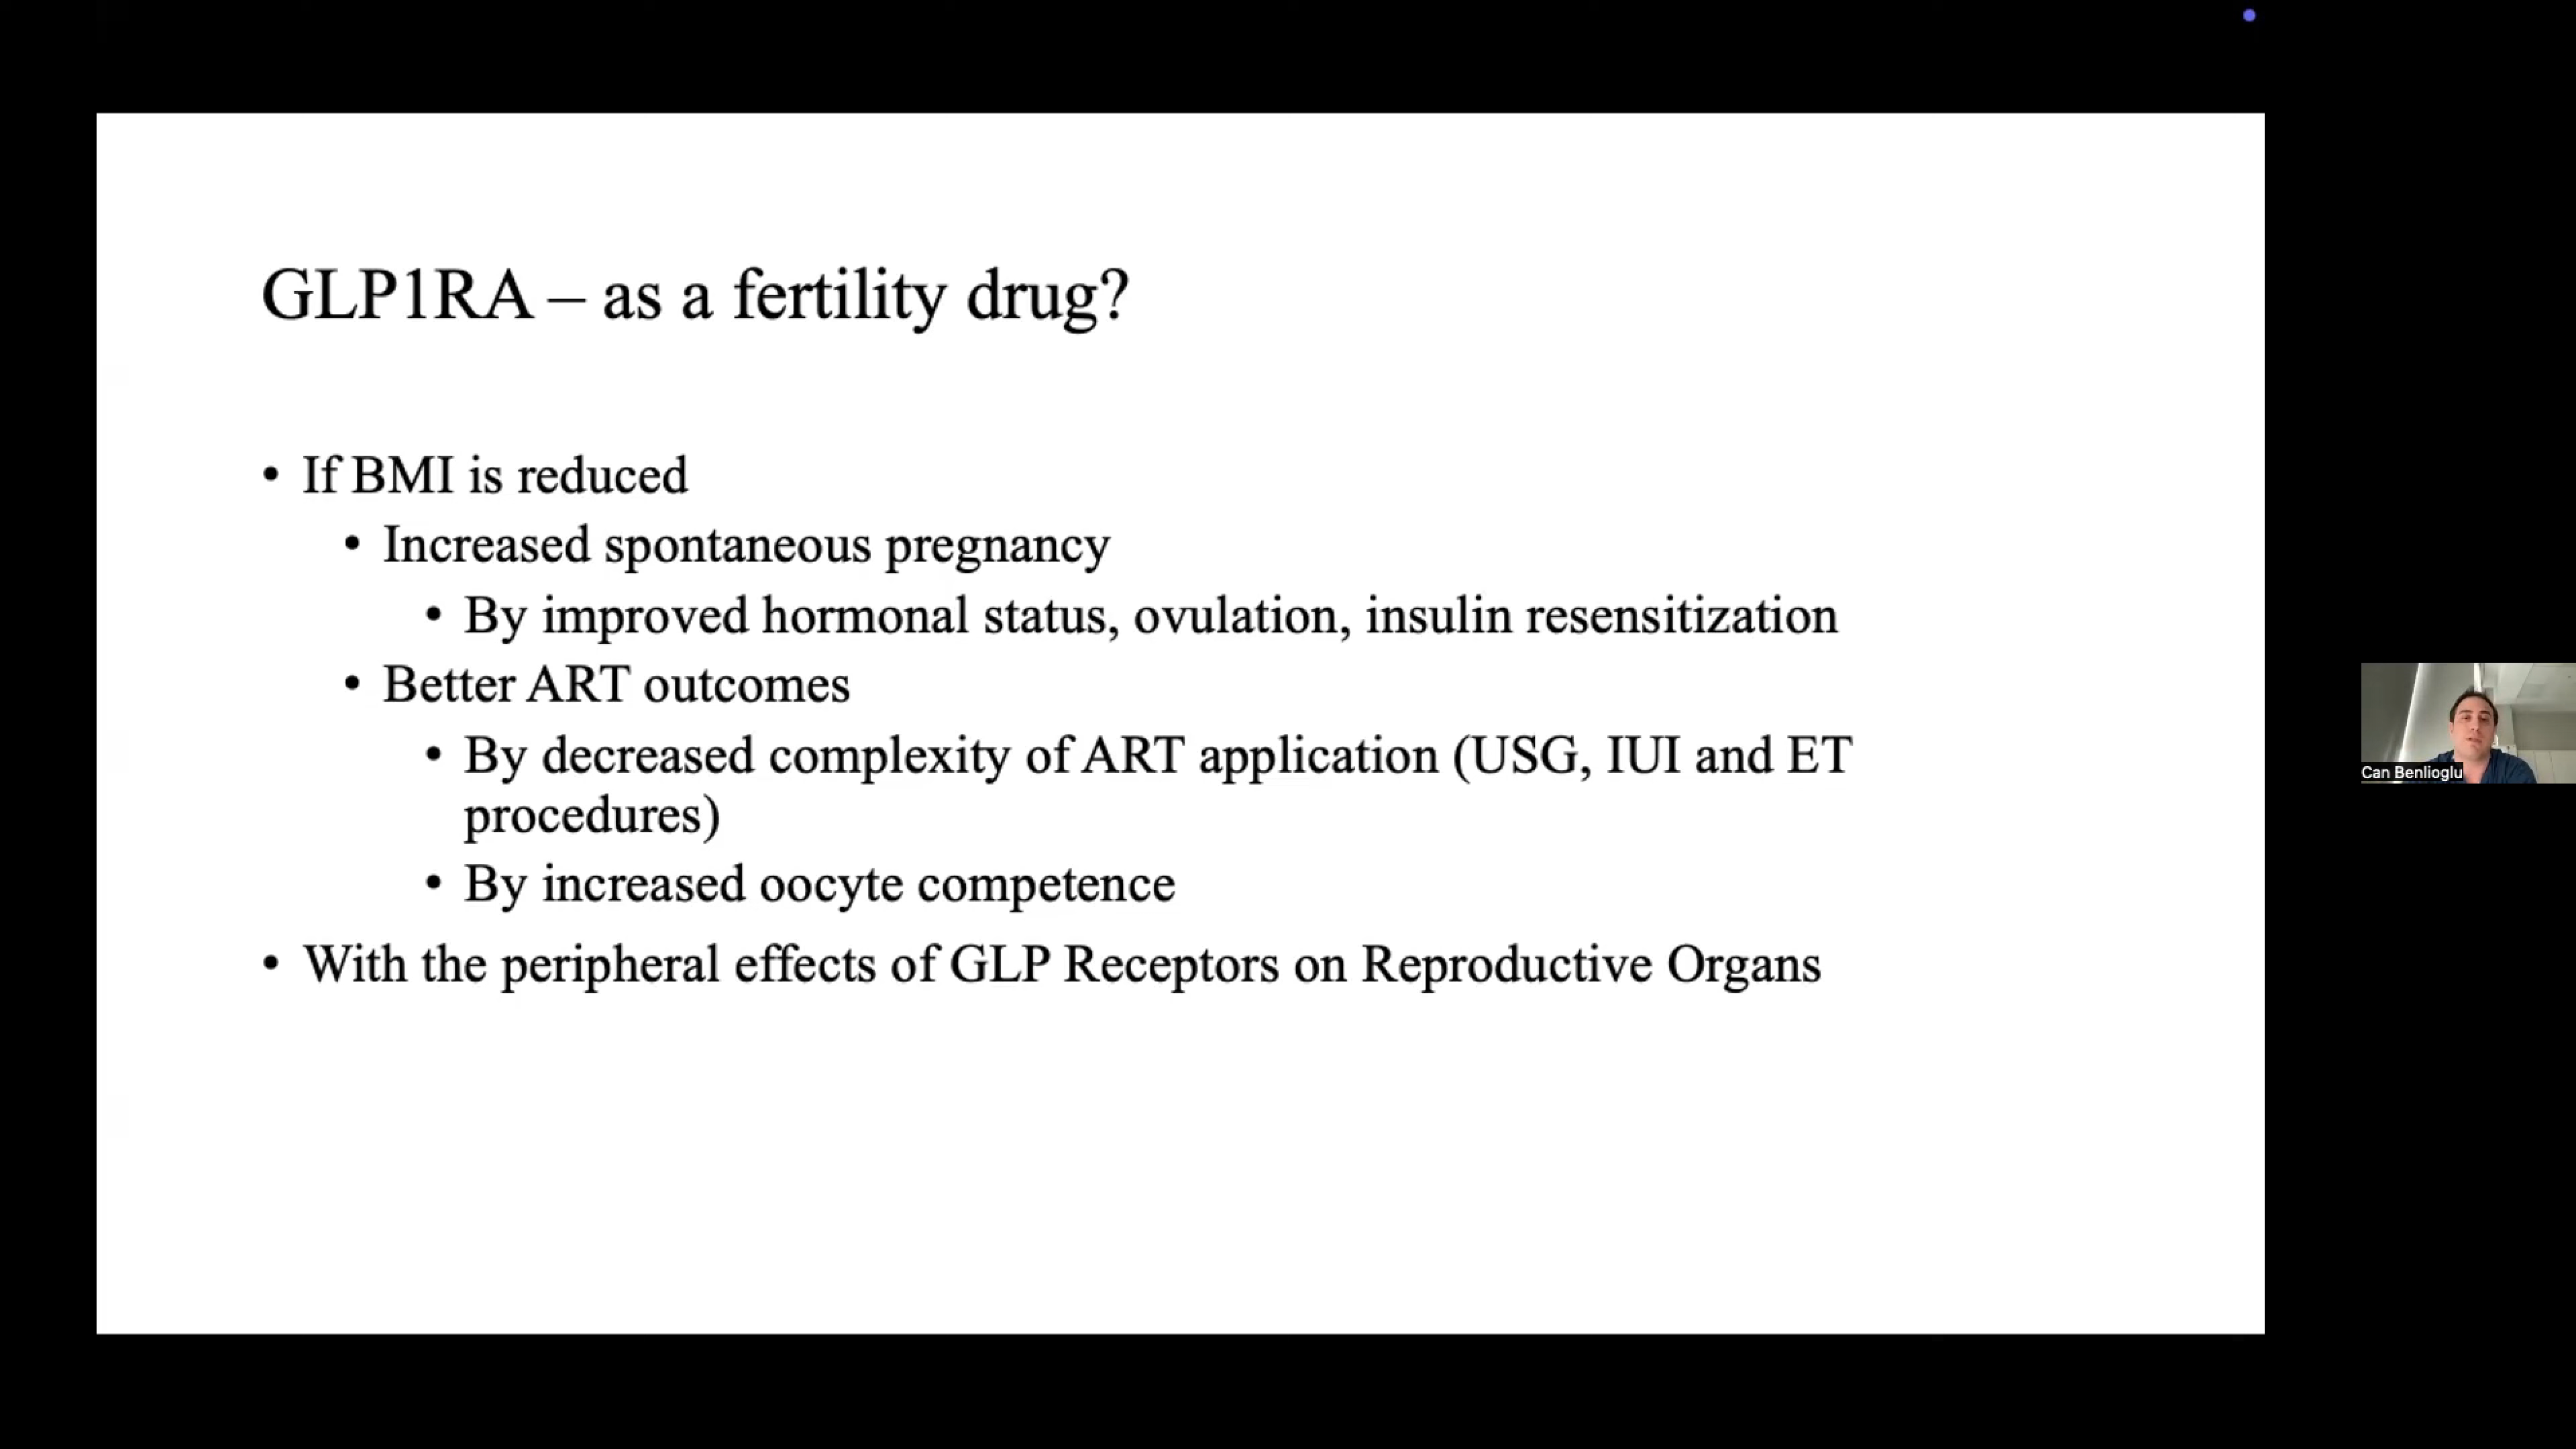 GLP1RA – as a fertility drug?
• If BMI is reduced
• Increased spontaneous pregnancy
• By improved hormonal status, ovulation, insulin resensitization
• Better ART outcomes
• By decreased complexity of ART application (USG, IUI and ET
procedures)
• By increased oocyte competence
• With the peripheral effects of GLP Receptors on Reproductive Organs
Can Benlioglu